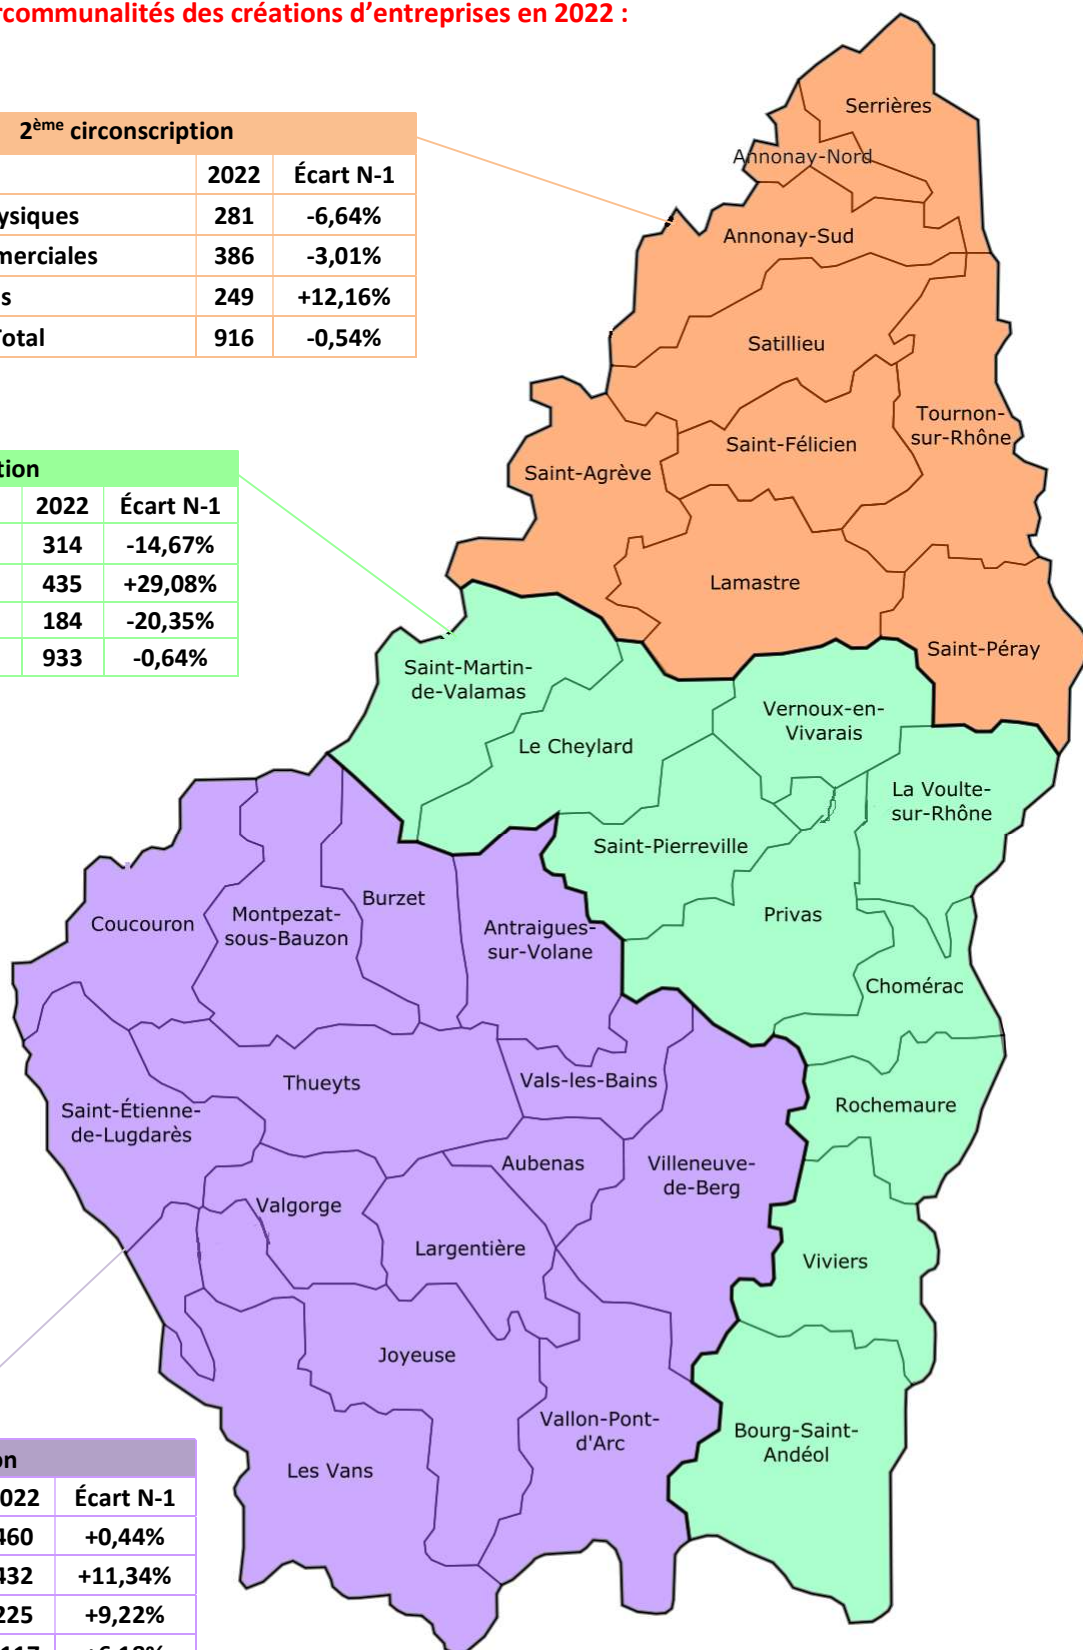 rcommunalités des créations d’entreprises en 2022 :
2ème circonscription
2022 Écart N-1
ysiques 281 -6,64%
merciales 386 -3,01%
s 249 +12,16%
Total 916 -0,54%
tion
2022 Écart N-1
314 -14,67%
435 +29,08%
184 -20,35%
933 -0,64%
Serrières
Annonay-Nord
Annonay-Sud
Satillieu
Tournon-
sur-Rhône
Saint-Félicien
Saint-Agrève
Lamastre
Saint-Péray
Saint-Martin-
de-Valamas
Vernoux-en-
Vivarais
Le Cheylard
La Voulte-
sur-Rhône
Saint-Pierreville
Privas
Burzet
Montpezat-
sous-Bauzon
Coucouron
Antraigues-
sur-Volane
Chomérac
Thueyts
Vals-les-Bains
Rochemaure
Saint-Étienne-
de-Lugdarès
Aubenas
Villeneuve-
de-Berg
Valgorge
Largentière
Viviers
Joyeuse
Vallon-Pont-
d'Arc
Bourg-Saint-
Andéol
Les Vans
on
2022 Écart N-1
460 +0,44%
432 +11,34%
225 +9,22%
117 +6,18%